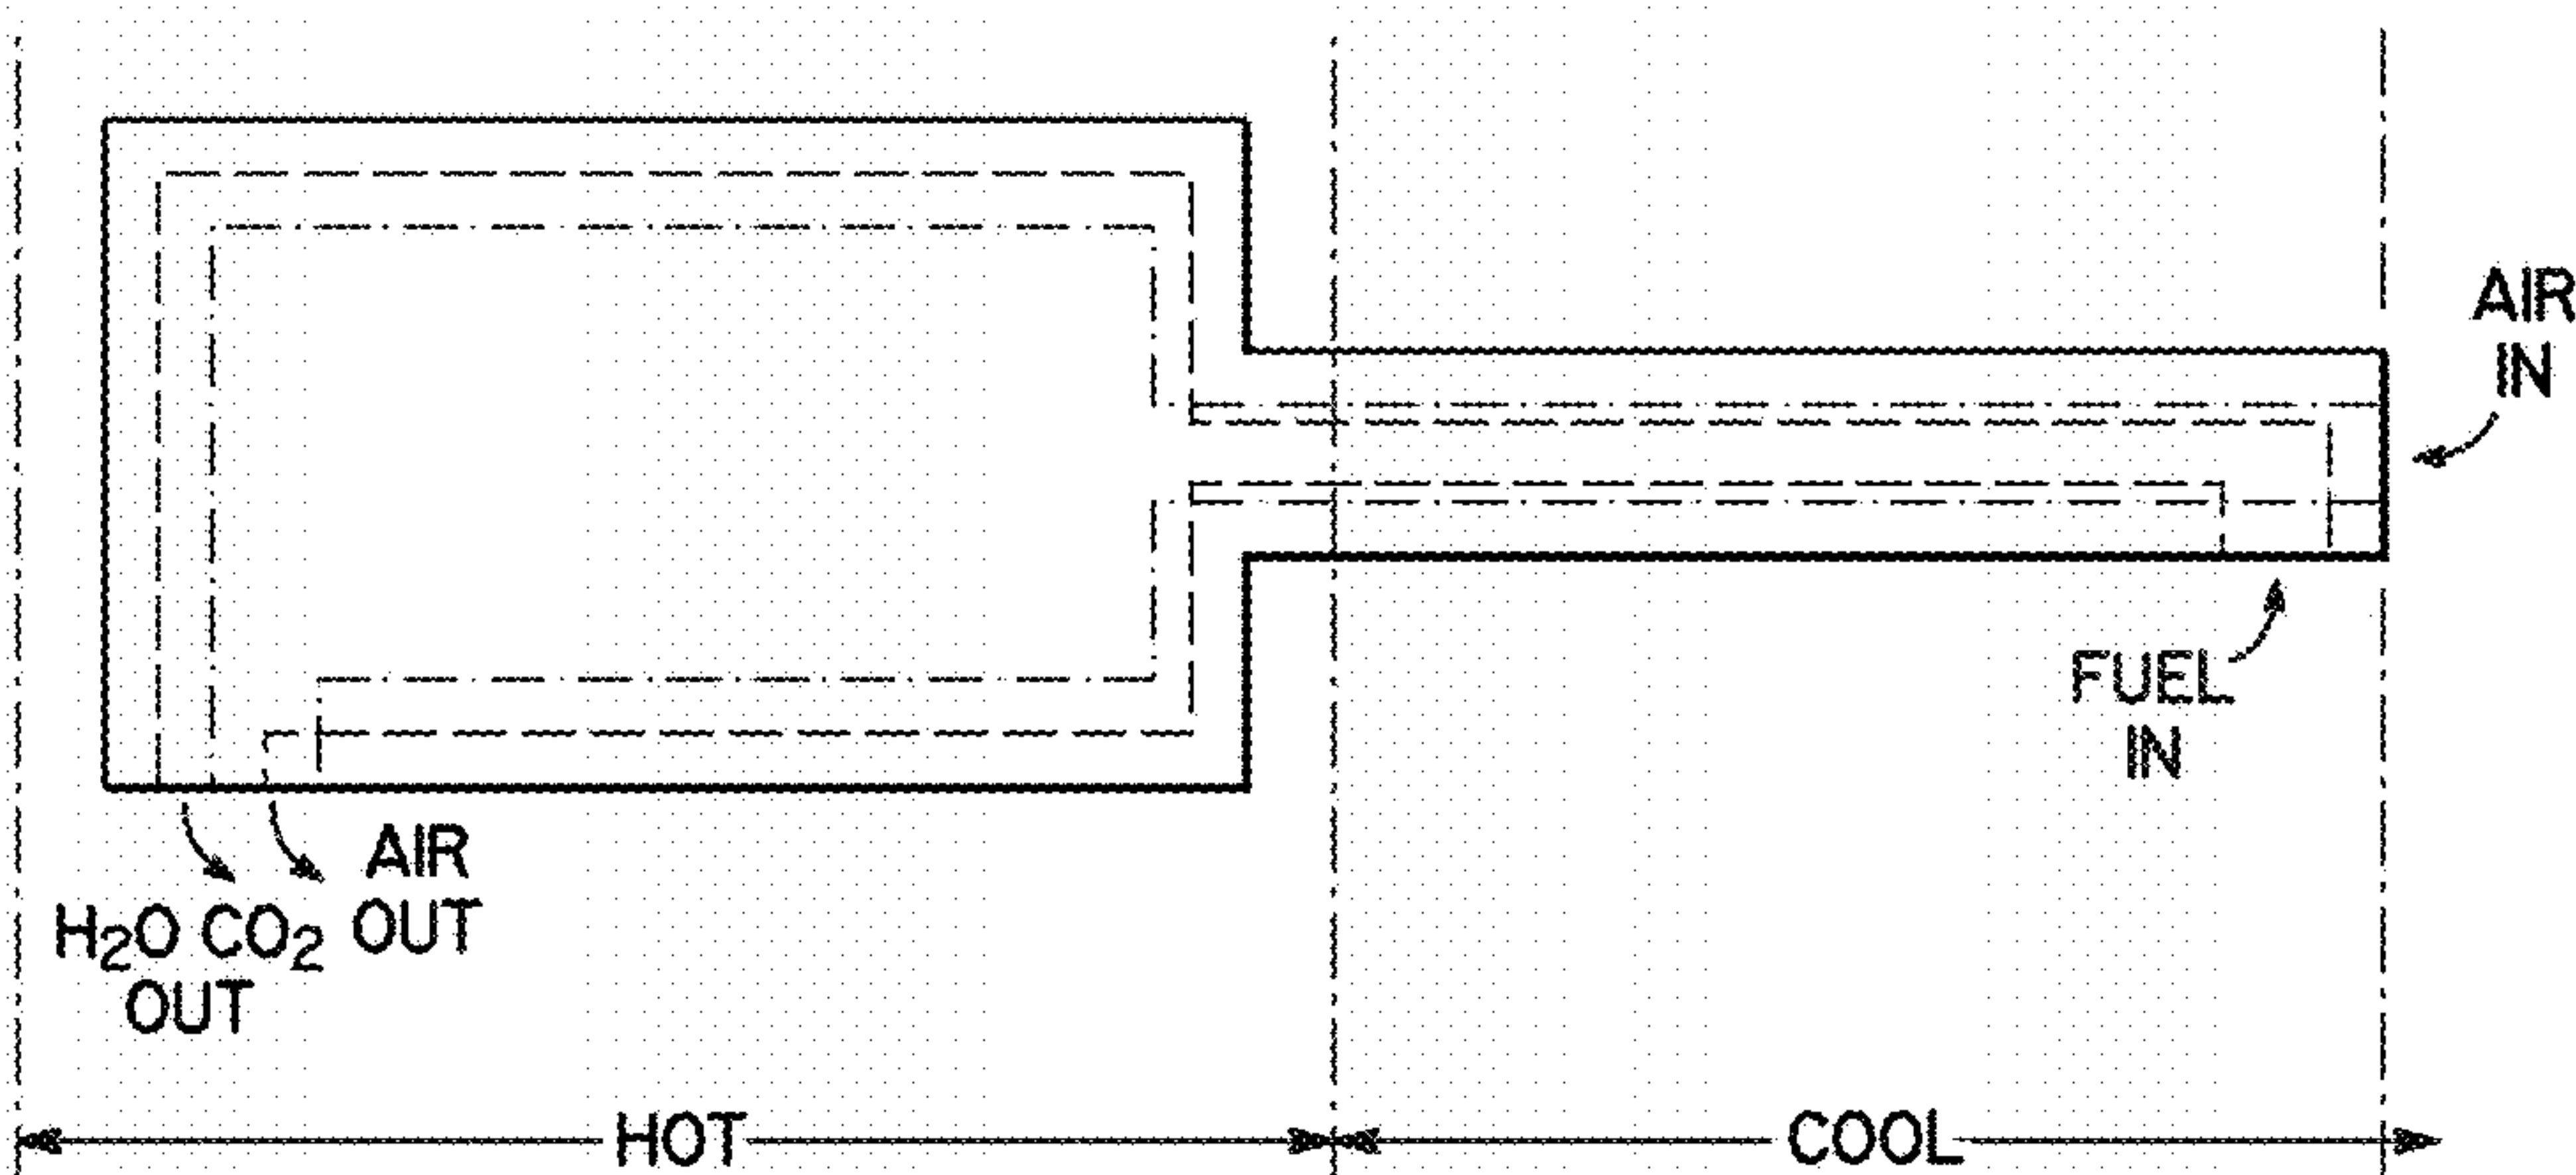 AIR
IN
FUEL
IN
AIR
OUT
H₂O CO₂
OUT
HOT
COOL